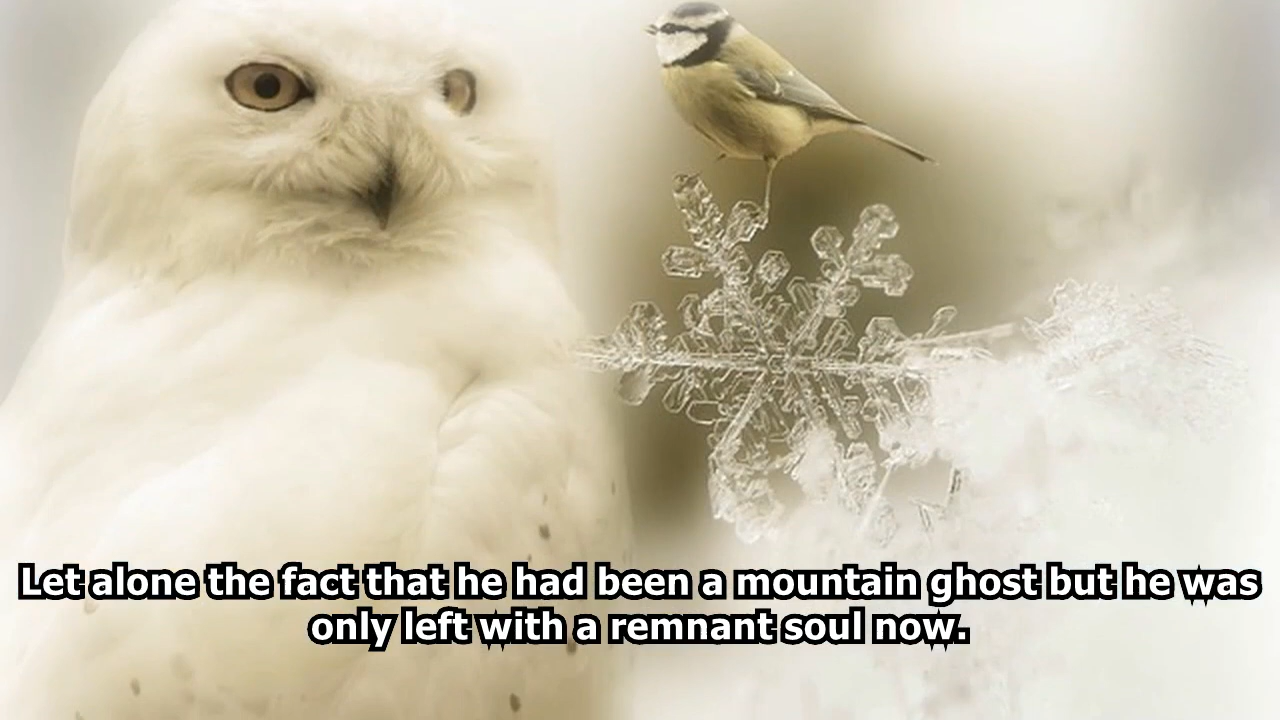 Let alone the fact that he had been a mountain ghost but he was
only left with a remnant soul now.